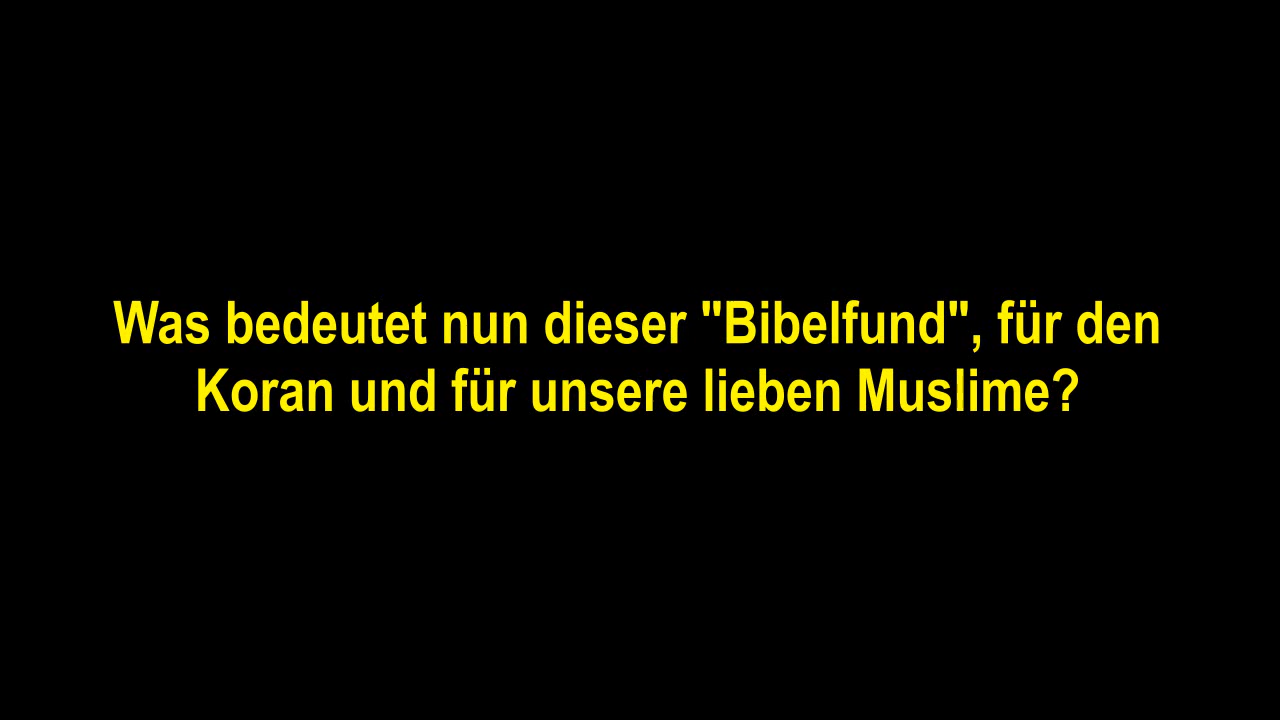 Was bedeutet nun dieser "Bibelfund", für den
Koran und für unsere lieben Muslime?